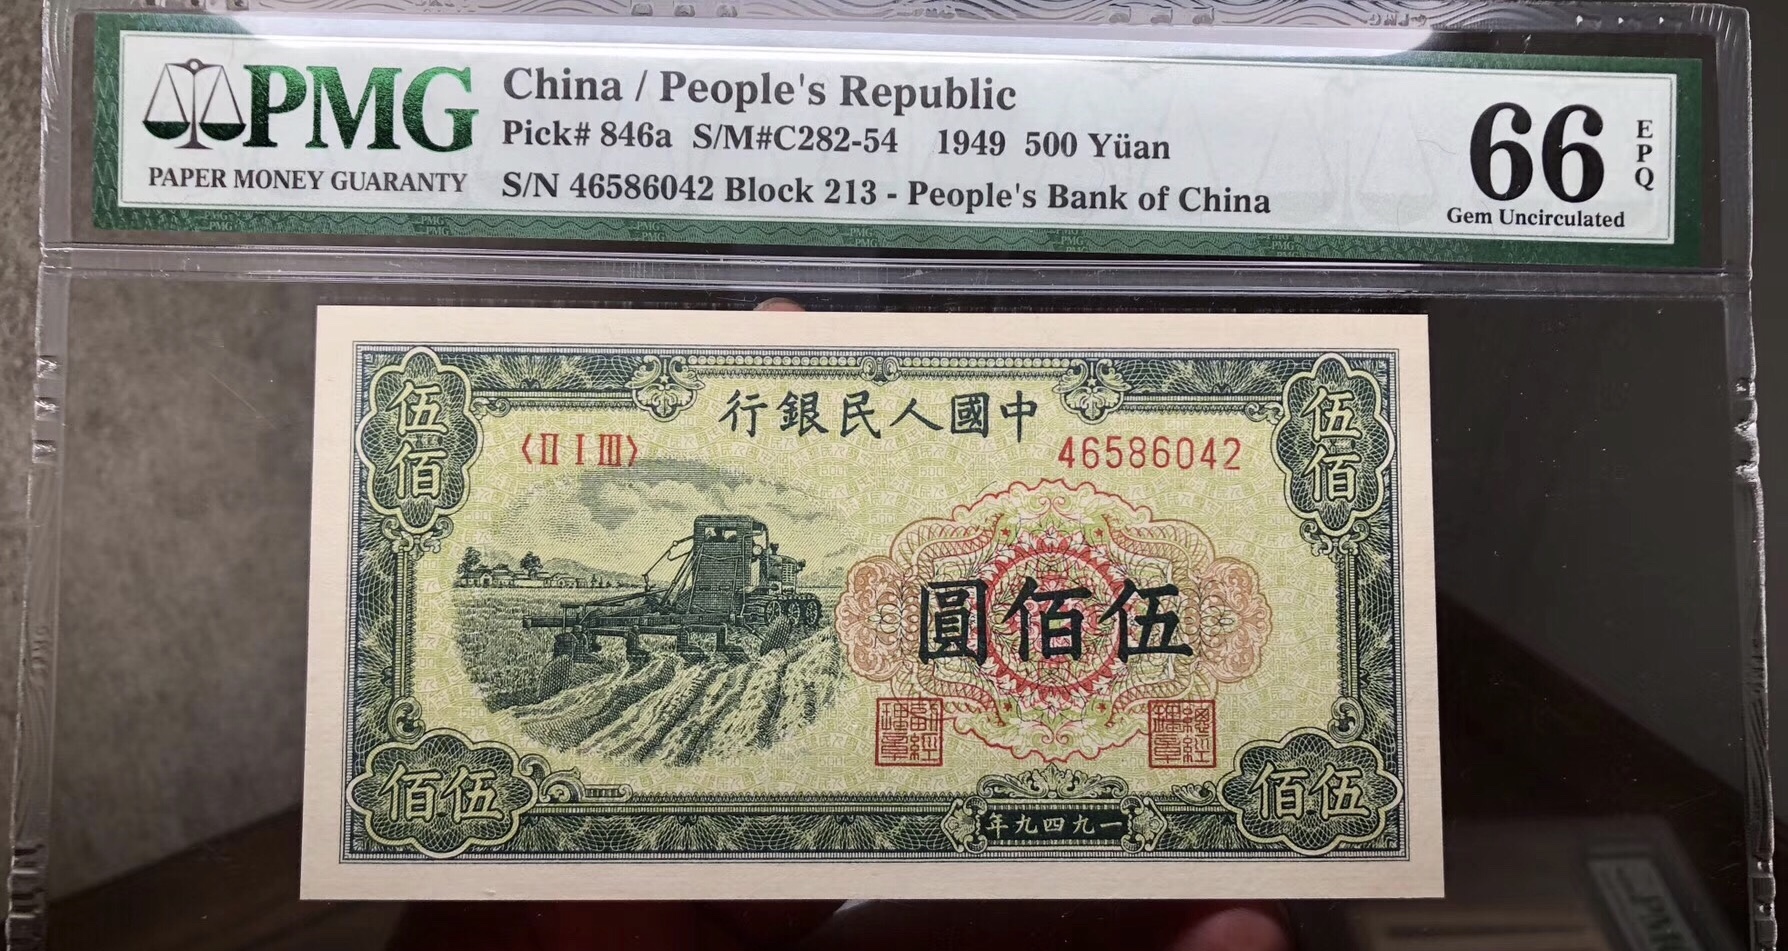 PMG
PAPER MONEY GUARANTY
China / People's Republic
Pick# 846a S/M#C282-54 1949 500 Yüan
S/N 46586042 Block 213 - People's Bank of China
66
EPQ
Gem Uncirculated
行銀民人國中
〈II I III〉
46586042
伍佰
伍佰
圓佰伍
佰伍
佰伍
年九四九一